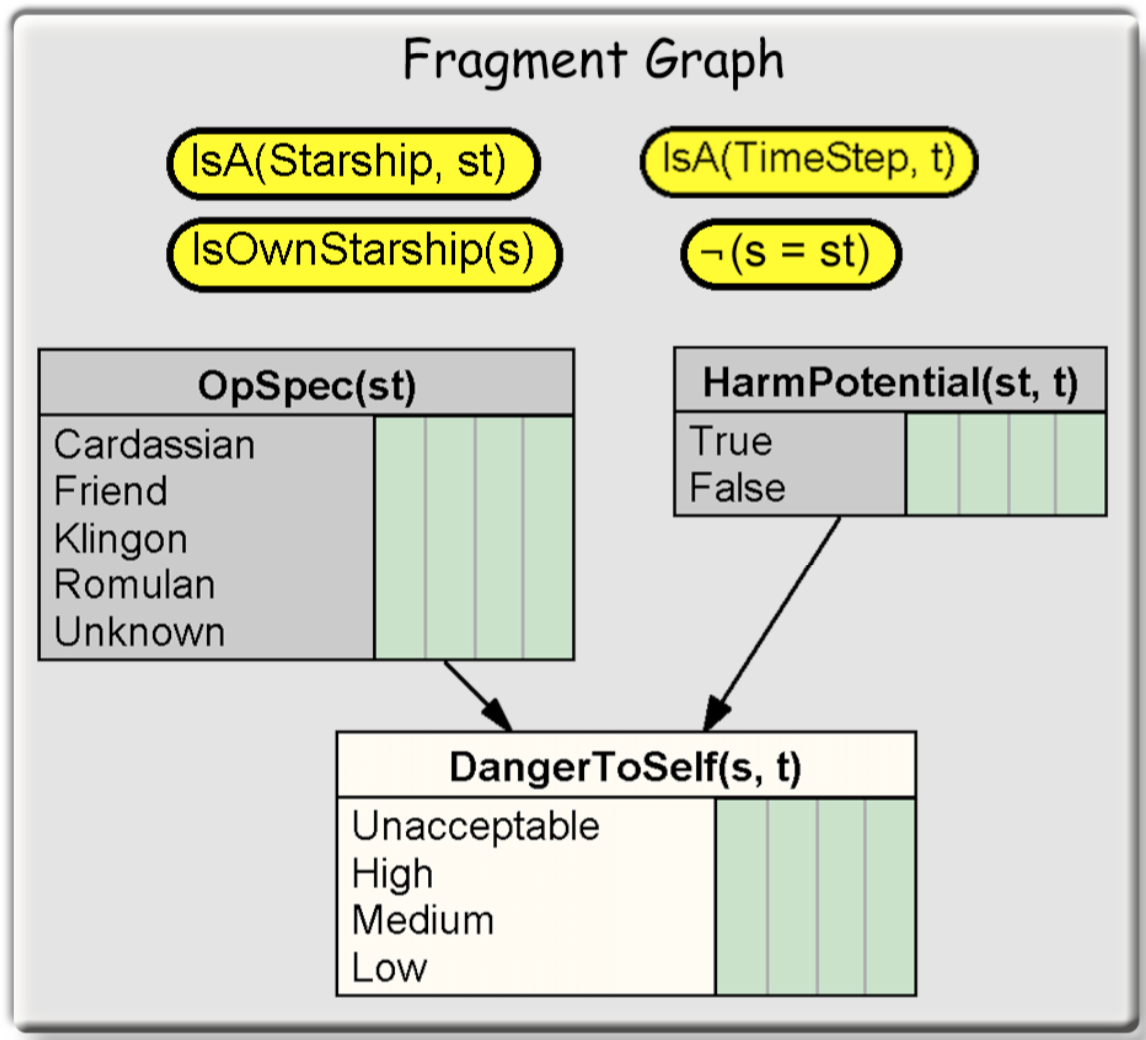 Fragment Graph
IsA(Starship, st)
IsA(TimeStep, t)
IsOwnStarship(s)
¬(s = st)
OpSpec(st)
Cardassian
Friend
Klingon
Romulan
Unknown
HarmPotential(st, t)
True
False
DangerToSelf(s, t)
Unacceptable
High
Medium
Low